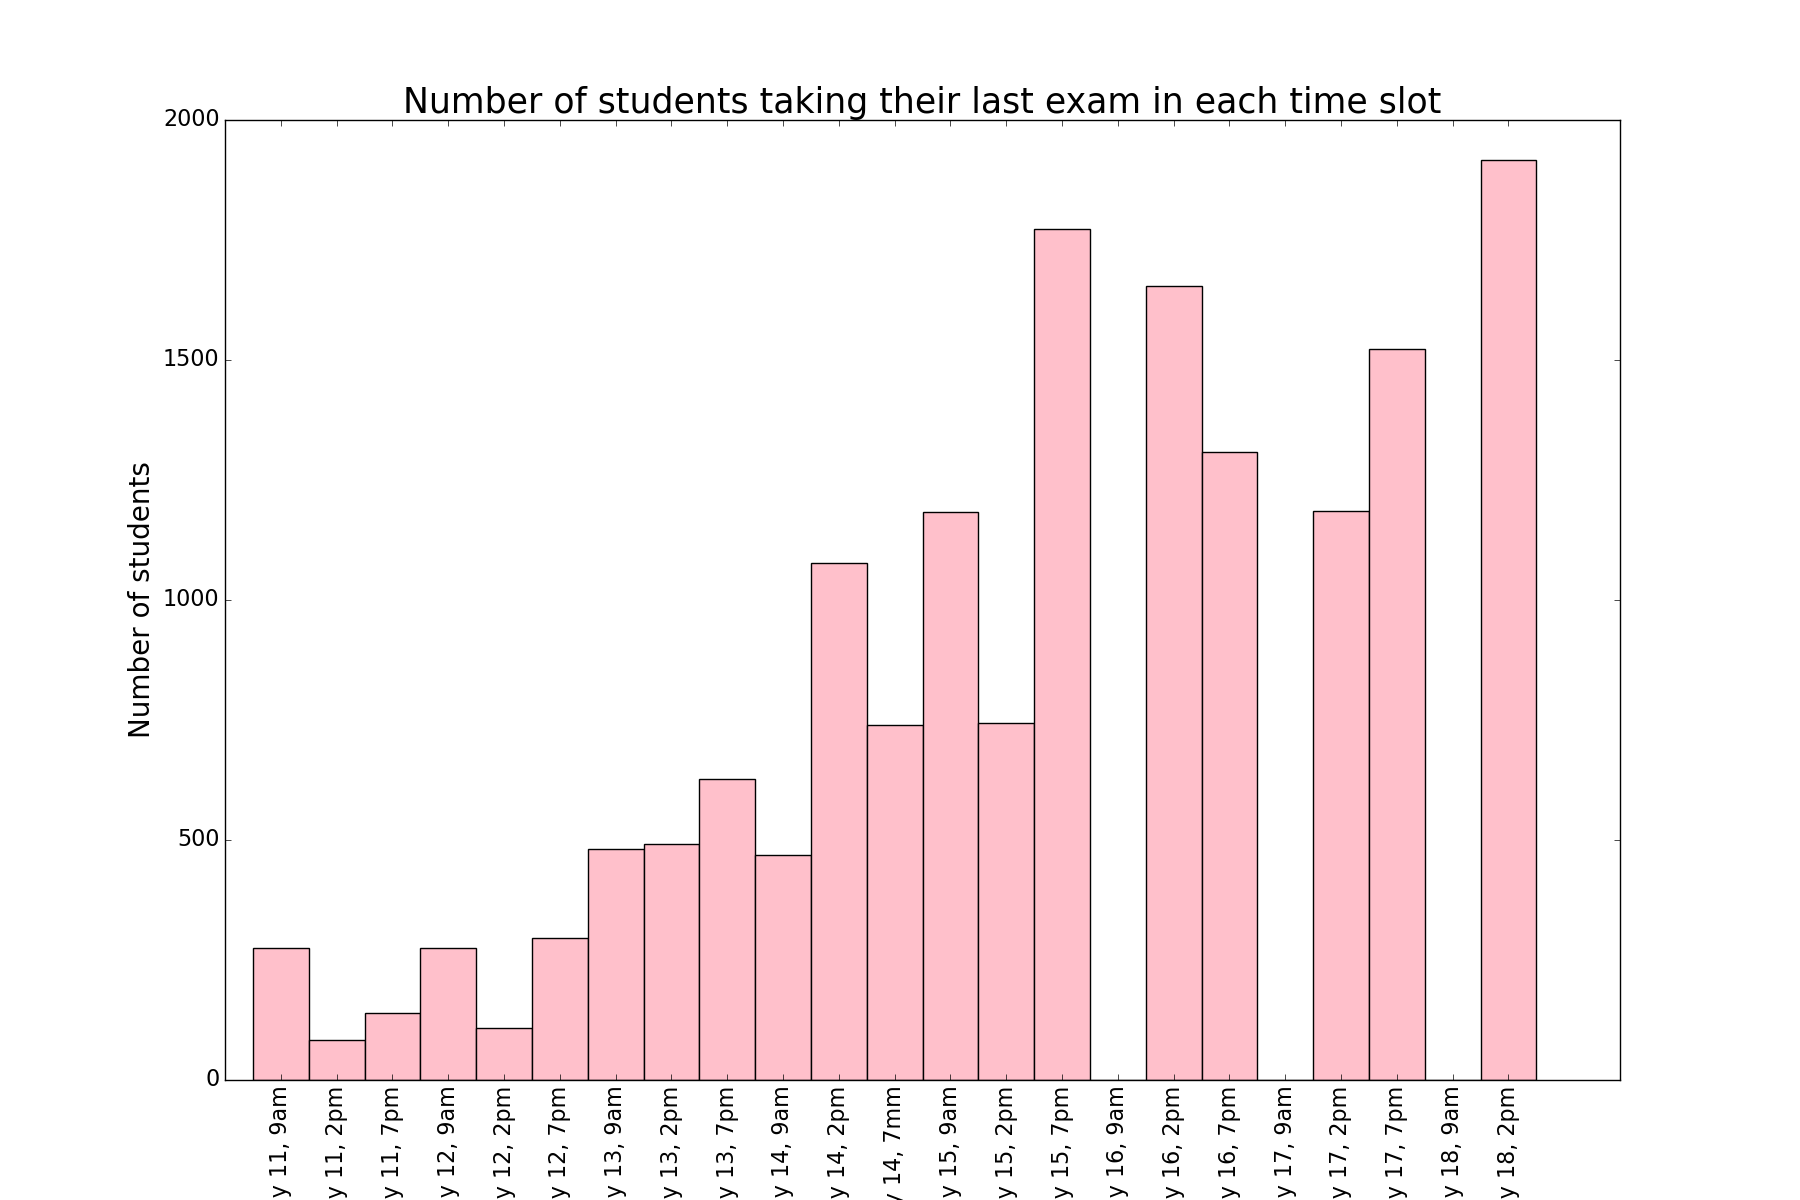 Number of students taking their last exam in each time slot
Number of students
2000
1500
1000
500
0
y 11, 9am
y 11, 2pm
y 11, 7pm
y 12, 9am
y 12, 2pm
y 12, 7pm
y 13, 9am
y 13, 2pm
y 13, 7pm
y 14, 9am
y 14, 2pm
y 14, 7mm
y 15, 9am
y 15, 2pm
y 15, 7pm
y 16, 9am
y 16, 2pm
y 16, 7pm
y 17, 9am
y 17, 2pm
y 17, 7pm
y 18, 9am
y 18, 2pm